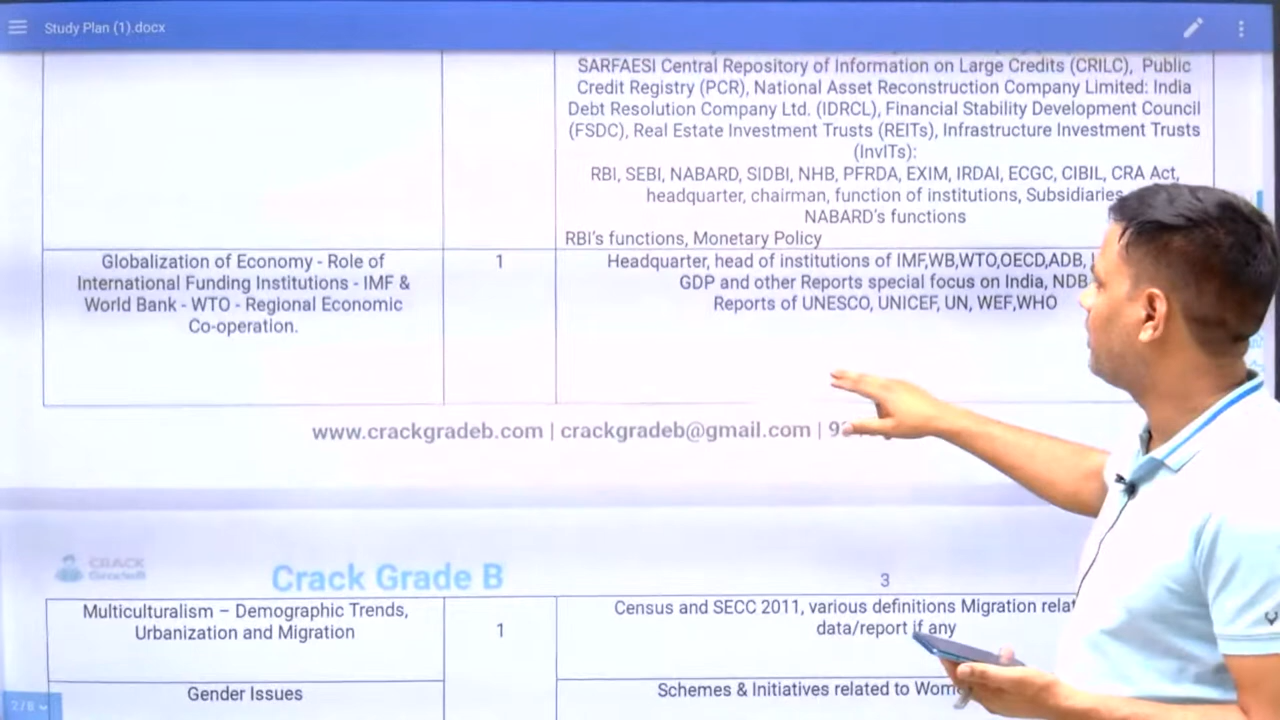 Study Plan (1).docx
SARFAESI Central Repository of Information on Large Credits (CRILC), Public
Credit Registry (PCR), National Asset Reconstruction Company Limited: India
Debt Resolution Company Ltd. (IDRCL), Financial Stability Development Council
(FSDC), Real Estate Investment Trusts (REITs), Infrastructure Investment Trusts
(InvITs):
RBI, SEBI, NABARD, SIDBI, NHB, PFRDA, EXIM, IRDAI, ECGC, CIBIL, CRA Act,
headquarter, chairman, function of institutions, Subsidiaries
NABARD's functions
RBI's functions, Monetary Policy
Globalization of Economy - Role of
International Funding Institutions - IMF &
World Bank - WTO - Regional Economic
Co-operation.
1
Headquarter, head of institutions of IMF,WB,WTO,OECD,ADB,
GDP and other Reports special focus on India, NDB
Reports of UNESCO, UNICEF, UN, WEF,WHO
www.crackgradeb.com | crackgradeb@gmail.com |
CRACK
GradeB
Crack Grade B
3
Multiculturalism – Demographic Trends,
Urbanization and Migration
1
Census and SECC 2011, various definitions Migration
data/report if any
Gender Issues
Schemes & Initiatives related to
2/8